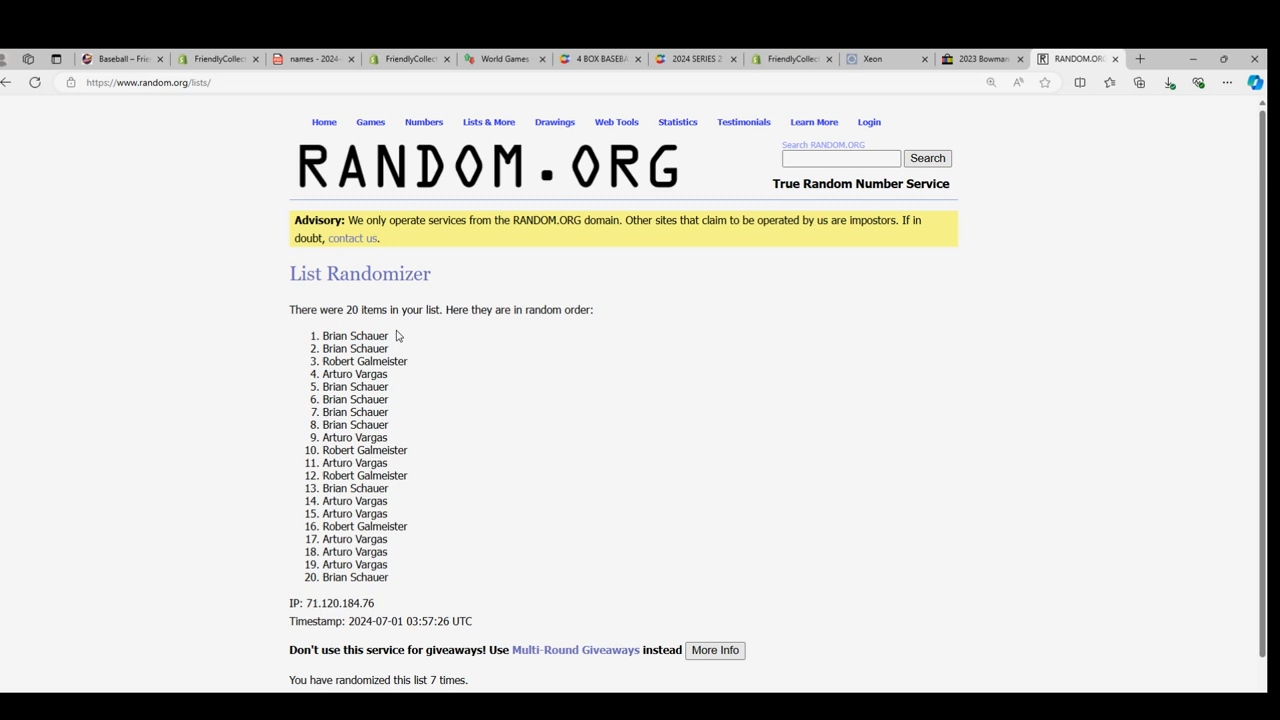 Baseball – Frie
FriendlyCollect
names - 2024-
FriendlyCollect
World Games
4 BOX BASEBA
2024 SERIES 2
FriendlyCollect
Xeon
2023 Bowman
RANDOM.ORG
https://www.random.org/lists/
Home Games Numbers Lists & More Drawings Web Tools Statistics Testimonials Learn More Login
Search RANDOM.ORG
RANDOM.ORG
Search
True Random Number Service
Advisory: We only operate services from the RANDOM.ORG domain. Other sites that claim to be operated by us are impostors. If in
doubt, contact us.
List Randomizer
There were 20 items in your list. Here they are in random order:
1. Brian Schauer
2. Brian Schauer
3. Robert Galmeister
4. Arturo Vargas
5. Brian Schauer
6. Brian Schauer
7. Brian Schauer
8. Brian Schauer
9. Arturo Vargas
10. Robert Galmeister
11. Arturo Vargas
12. Robert Galmeister
13. Brian Schauer
14. Arturo Vargas
15. Arturo Vargas
16. Robert Galmeister
17. Arturo Vargas
18. Arturo Vargas
19. Arturo Vargas
20. Brian Schauer
IP: 71.120.184.76
Timestamp: 2024-07-01 03:57:26 UTC
Don't use this service for giveaways! Use Multi-Round Giveaways instead More Info
You have randomized this list 7 times.